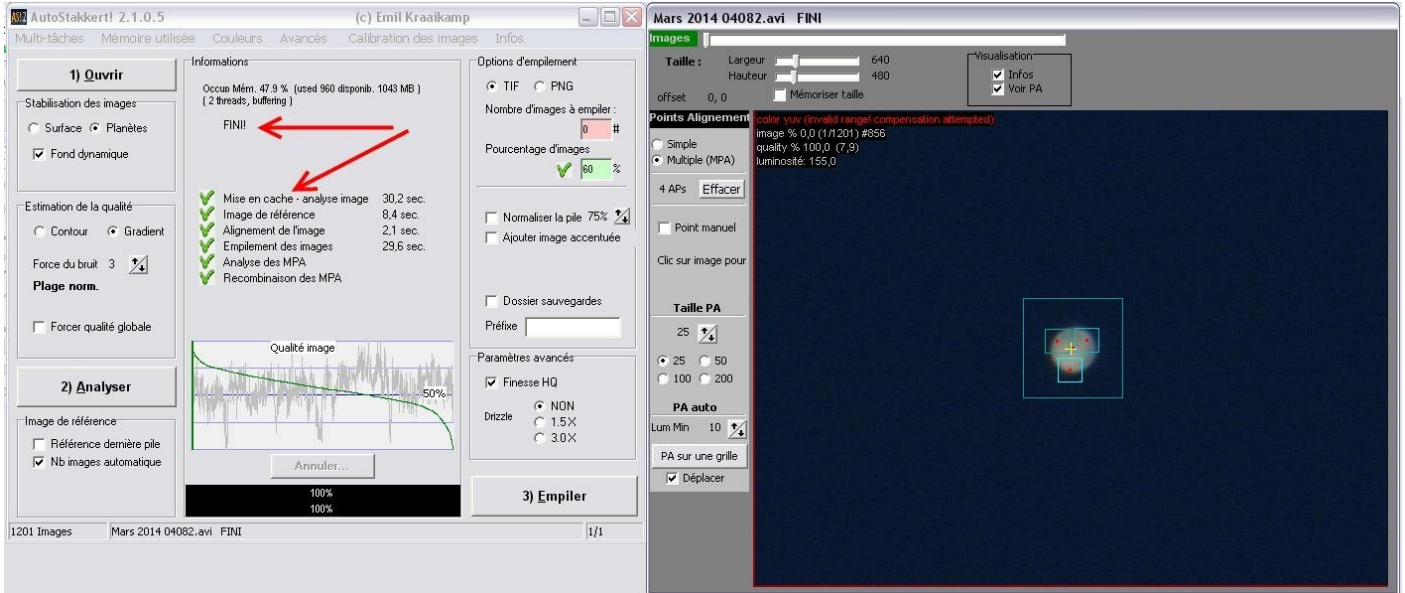 AS!2 AutoStakkert! 2.1.0.5 (c) Emil Kraaikamp
Multi-tâches Mémoire utilisée Couleurs Avancés Calibration des images Infos
1) Ouvrir
Stabilisation des images
Surface Planètes
Fond dynamique
Estimation de la qualité
Contour Gradient
Force du bruit 3
Plage norm.
Forcer qualité globale
2) Analyser
Image de référence
Référence dernière pile
Nb images automatique
Informations
Occup Mém. 47.9 % (used 960 disponib. 1043 MB )
( 2 threads, buffering )
FINI!
Mise en cache - analyse image 30,2 sec.
Image de référence 8,4 sec.
Alignement de l'image 2,1 sec.
Empilement des images 29,6 sec.
Analyse des MPA
Recombinaison des MPA
Qualité image
50%
Annuler...
100%
100%
Options d'empilement
TIF PNG
Nombre d'images à empiler :
0 #
Pourcentage d'images
60 %
Normaliser la pile 75%
Ajouter image accentuée
Dossier sauvegardes
Préfixe
Paramètres avancés
Finesse HQ
Drizzle
NON
1.5X
3.0X
3) Empiler
1201 Images Mars 2014 04082.avi FINI 1/1
Mars 2014 04082.avi FINI
Images
Taille : Largeur 640
Hauteur 480
offset 0, 0 Mémoriser taille
Visualisation
Infos
Voir PA
Points Alignement
Simple
Multiple (MPA)
4 APs Effacer
Point manuel
Clic sur image pour
Taille PA
25
25 50
100 200
PA auto
Lum Min 10
PA sur une grille
Déplacer
color yuv (invalid range! compensation attempted)
image % 0,0 (1/1201) #856
quality % 100,0 (7,9)
luminosité: 155,0